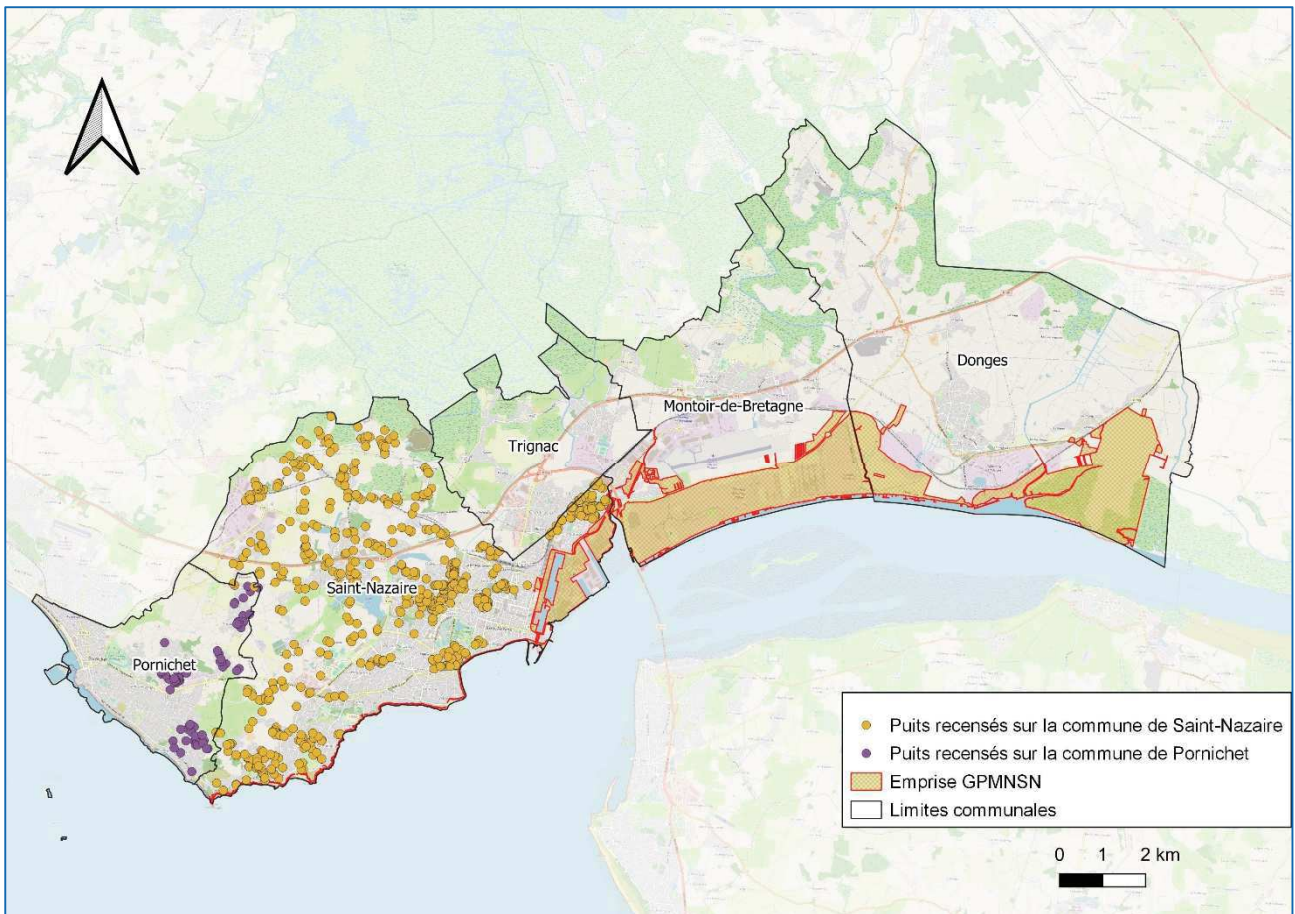 Donges
Montoir-de-Bretagne
Trignac
Saint-Nazaire
Pornichet
Puits recensés sur la commune de Saint-Nazaire
Puits recensés sur la commune de Pornichet
Emprise GPMNSN
Limites communales
0 1 2 km